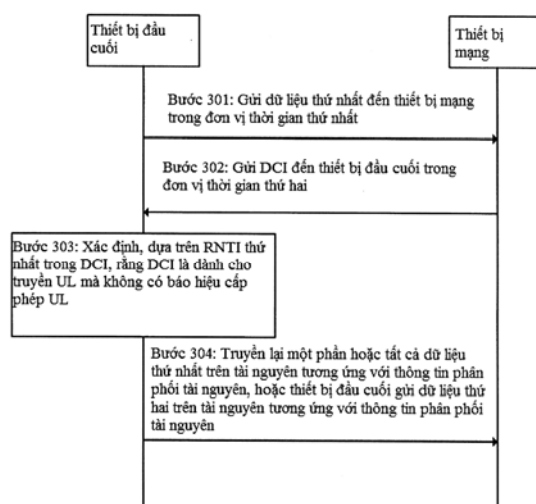 Thiết bị đầu
cuối
Thiết bị
mạng
Bước 301: Gửi dữ liệu thứ nhất đến thiết bị mạng
trong đơn vị thời gian thứ nhất
Bước 302: Gửi DCI đến thiết bị đầu cuối trong
đơn vị thời gian thứ hai
Bước 303: Xác định, dựa trên RNTI thứ
nhất trong DCI, rằng DCI là dành cho
truyền UL mà không có báo hiệu cấp
phép UL
Bước 304: Truyền lại một phần hoặc tất cả dữ liệu
thứ nhất trên tài nguyên tương ứng với thông tin phân
phối tài nguyên, hoặc thiết bị đầu cuối gửi dữ liệu thứ
hai trên tài nguyên tương ứng với thông tin phân phối
tài nguyên